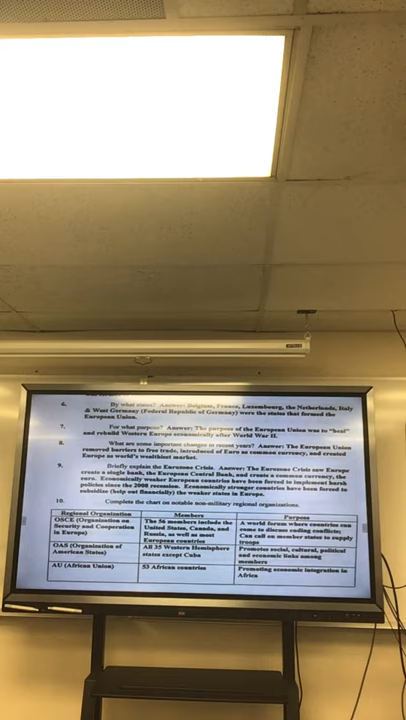 6. By what states? Answer: Belgium, France, Luxembourg, the Netherlands, Italy
& West Germany (Federal Republic of Germany) were the states that formed the
European Union.
7. For what purpose? Answer: The purpose of the European Union was to "heal"
and rebuild Western Europe economically after World War II.
8. What are some important changes in recent years? Answer: The European Union
removed barriers to free trade, introduced of Euro as common currency, and created
Europe as world's wealthiest market.
9. Briefly explain the Eurozone Crisis. Answer: The Eurozone Crisis saw Europe
create a single bank, the European Central Bank, and create a common currency, the
euro. Economically weaker European countries have been forced to implement harsh
policies since the 2008 recession. Economically stronger countries have been forced to
subsidize (help out financially) the weaker states in Europe.
10. Complete the chart on notable non-military regional organizations.
Regional Organization Members Purpose
OSCE (Organization on Security and Cooperation in Europe)
The 56 members include the United States, Canada, and Russia, as well as most European countries
A world forum where countries can come to discuss ending conflicts; Can call on member states to supply troops
OAS (Organization of American States)
All 35 Western Hemisphere states except Cuba
Promotes social, cultural, political and economic links among members
AU (African Union)
53 African countries
Promoting economic integration in Africa